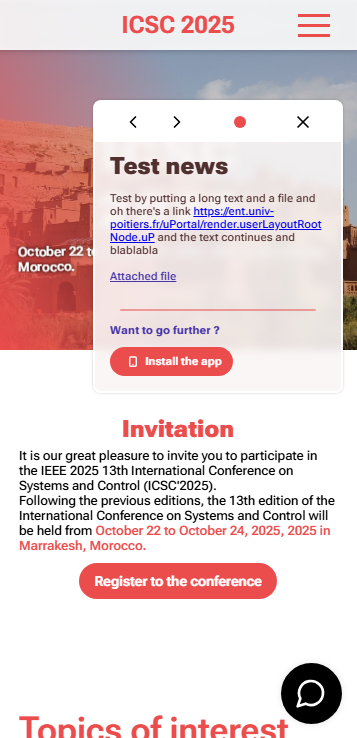 ICSC 2025
Test news
Test by putting a long text and a file and
oh there's a link https://ent.univ-
poitiers.fr/uPortal/render.userLayoutRoot
Node.uP and the text continues and
blablabla
Attached file
October 22 t
Morocco.
Want to go further ?
Install the app
Invitation
It is our great pleasure to invite you to participate in
the IEEE 2025 13th International Conference on
Systems and Control (ICSC'2025).
Following the previous editions, the 13th edition of the
International Conference on Systems and Control will
be held from October 22 to October 24, 2025, 2025 in
Marrakesh, Morocco.
Register to the conference
Topics of interest